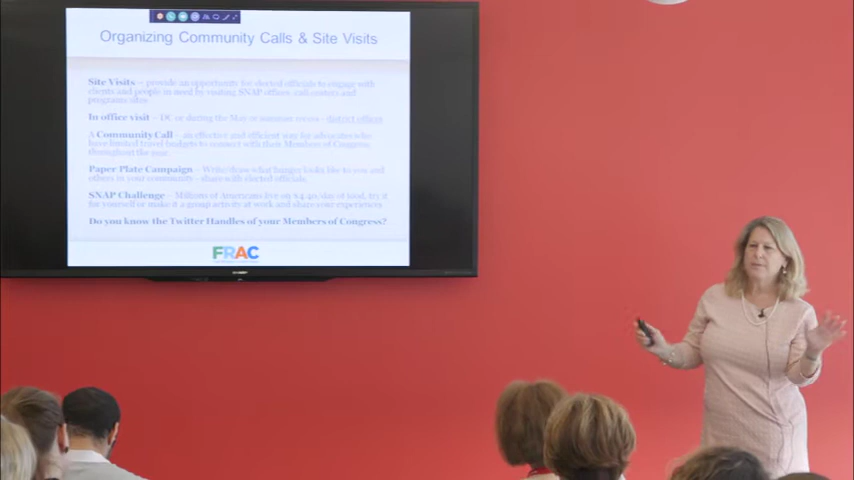 Organizing Community Calls & Site Visits
Site Visits – provide an opportunity for elected officials to engage with
clients and people in need by visiting SNAP offices, call centers and
programs sites
In office visit – DC or during the May or summer recess – district offices
A Community Call – an effective and efficient way for advocates who
have limited travel budgets to connect with their Members of Congress
throughout the year.
Paper Plate Campaign – Write/draw what hunger looks like to you and
others in your community - share with elected officials.
SNAP Challenge – Millions of Americans live on $4.40/day of food, try it
for yourself or make it a group activity at work and share your experiences
Do you know the Twitter Handles of your Members of Congress?
FRAC